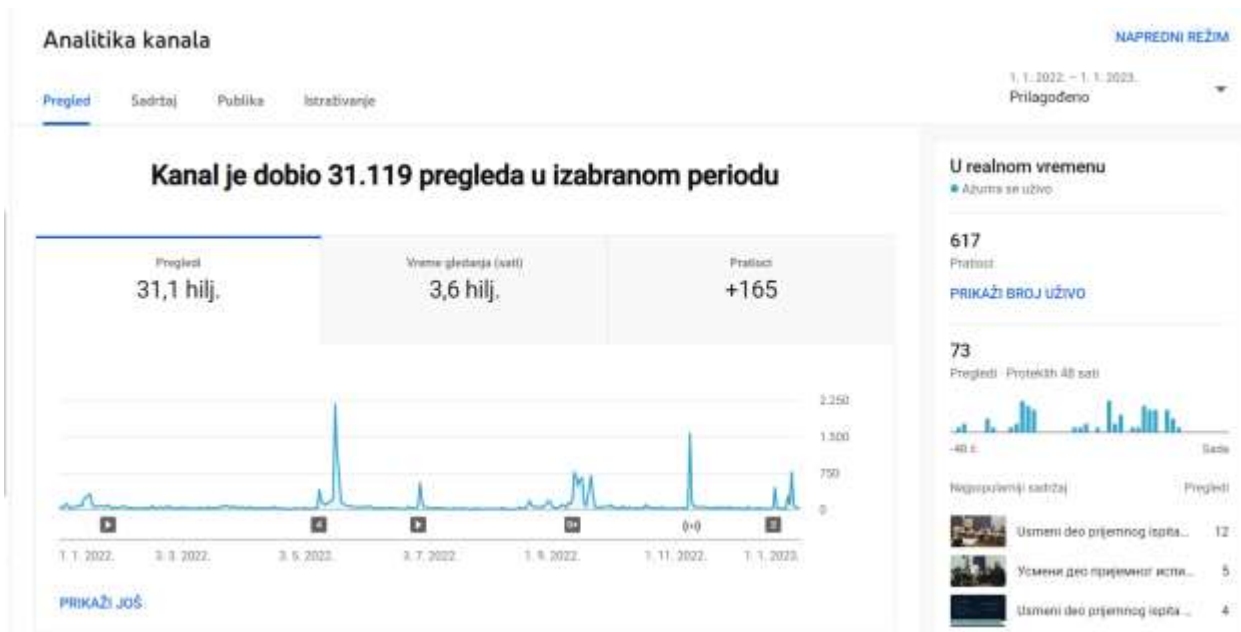 Analitika kanala
NAPREDNI REŽIM
1. 1. 2022. – 1. 1. 2023.
Prilagođeno
Pregled Sadržaj Publika Istraživanje
Kanal je dobio 31.119 pregleda u izabranom periodu
Pregledi Vreme gledanja (sati) Pratioci
31,1 hilj. 3,6 hilj. +165
2.250
1.500
750
0
1. 1. 2022. 3. 3. 2022. 3. 5. 2022. 3. 7. 2022. 1. 9. 2022. 1. 11. 2022. 1. 1. 2023.
PRIKAŽI JOŠ
U realnom vremenu
Ažurira se uživo
617
Pratioci
PRIKAŽI BROJ UŽIVO
73
Pregledi · Proteklih 48 sati
-48 č. Sada
Najpopularniji sadržaj Pregledi
Usmeni deo prijemnog ispita... 12
Усмени део пријемног испи... 5
Usmeni deo prijemnog ispita ... 4